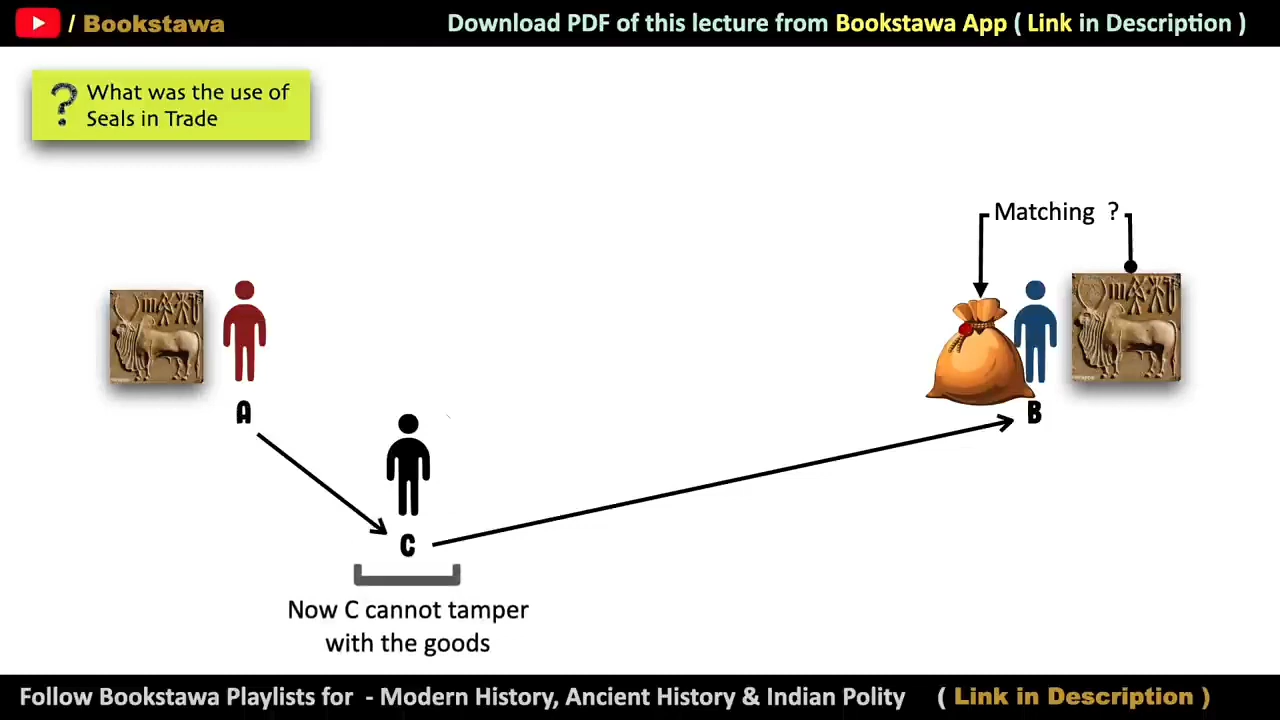 / Bookstawa
Download PDF of this lecture from Bookstawa App ( Link in Description )
? What was the use of
Seals in Trade
Matching ?
A
B
C
Now C cannot tamper
with the goods
Follow Bookstawa Playlists for - Modern History, Ancient History & Indian Polity ( Link in Description )